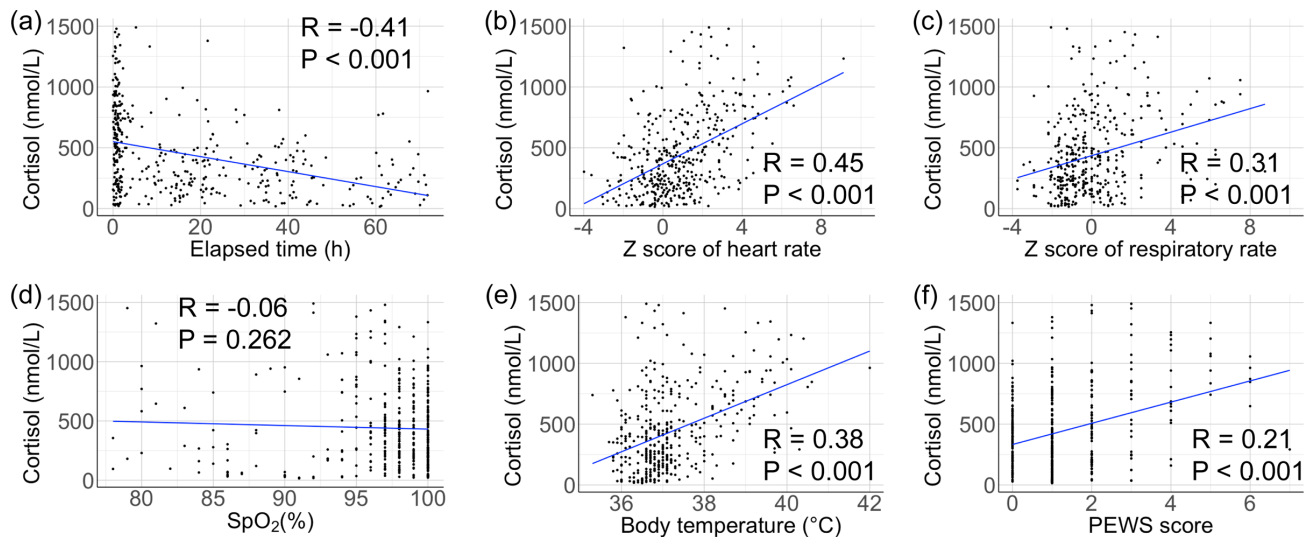 (a)
R = -0.41
P < 0.001
Cortisol (nmol/L)
1500
1000
500
0
0 20 40 60
Elapsed time (h)
(b)
R = 0.45
P < 0.001
Cortisol (nmol/L)
1500
1000
500
0
-4 0 4 8
Z score of heart rate
(c)
R = 0.31
P < 0.001
Cortisol (nmol/L)
1500
1000
500
0
-4 0 4 8
Z score of respiratory rate
(d)
R = -0.06
P = 0.262
Cortisol (nmol/L)
1500
1000
500
0
80 85 90 95 100
SpO₂(%)
(e)
R = 0.38
P < 0.001
Cortisol (nmol/L)
1500
1000
500
0
36 38 40 42
Body temperature (°C)
(f)
R = 0.21
P < 0.001
Cortisol (nmol/L)
1500
1000
500
0
0 2 4 6
PEWS score